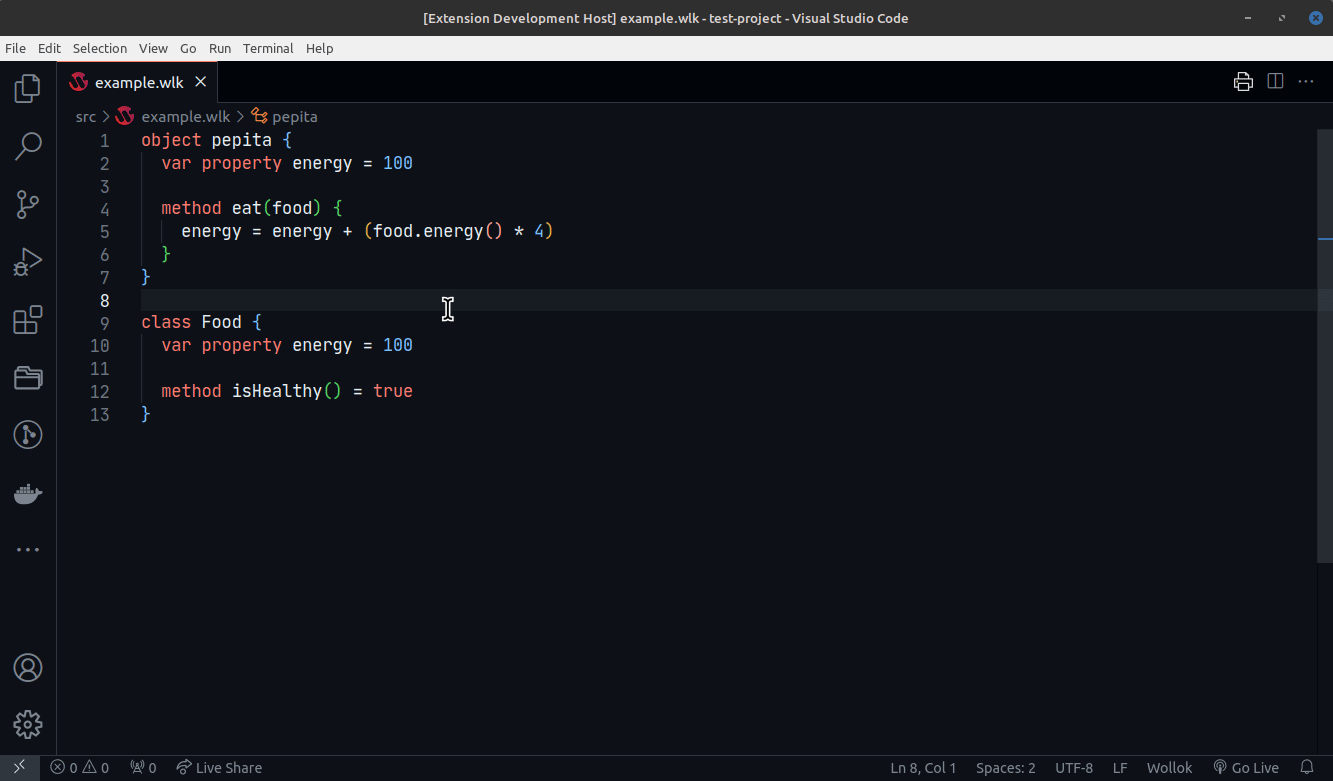 [Extension Development Host] example.wlk - test-project - Visual Studio Code
File Edit Selection View Go Run Terminal Help
example.wlk
src > example.wlk > pepita
1 object pepita {
2   var property energy = 100
3
4   method eat(food) {
5     energy = energy + (food.energy() * 4)
6   }
7 }
8
9 class Food {
10   var property energy = 100
11
12   method isHealthy() = true
13 }
0 0 0 Live Share Ln 8, Col 1 Spaces: 2 UTF-8 LF Wollok Go Live